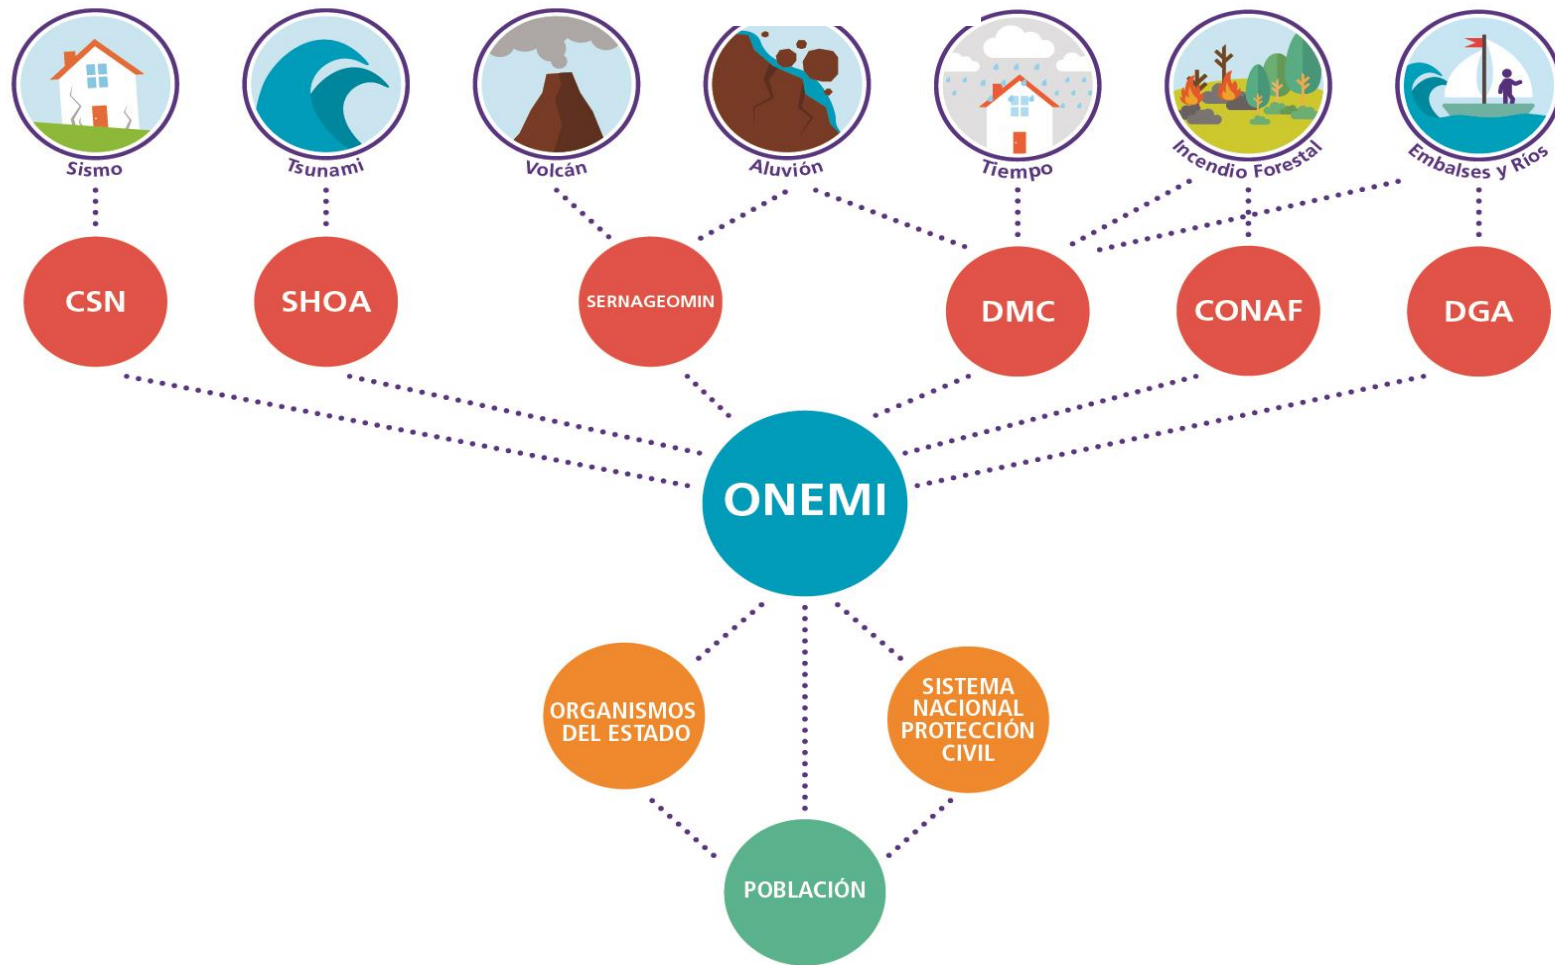 Sismo
Tsunami
Volcán
Aluvión
Tiempo
Incendio Forestal
Embalses y Ríos
CSN
SHOA
SERNAGEOMIN
DMC
CONAF
DGA
ONEMI
ORGANISMOS
DEL ESTADO
SISTEMA
NACIONAL
PROTECCIÓN
CIVIL
POBLACIÓN